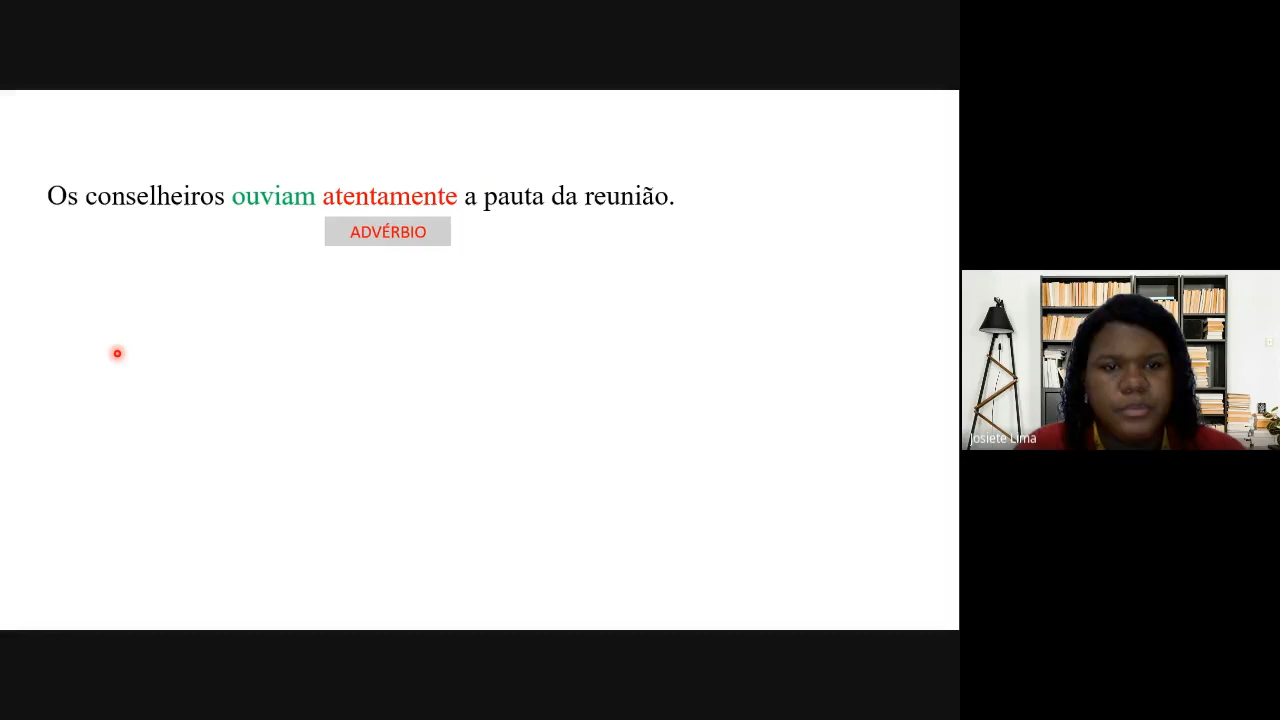 Os conselheiros ouviam atentamente a pauta da reunião.
ADVÉRBIO
Josiete Lima